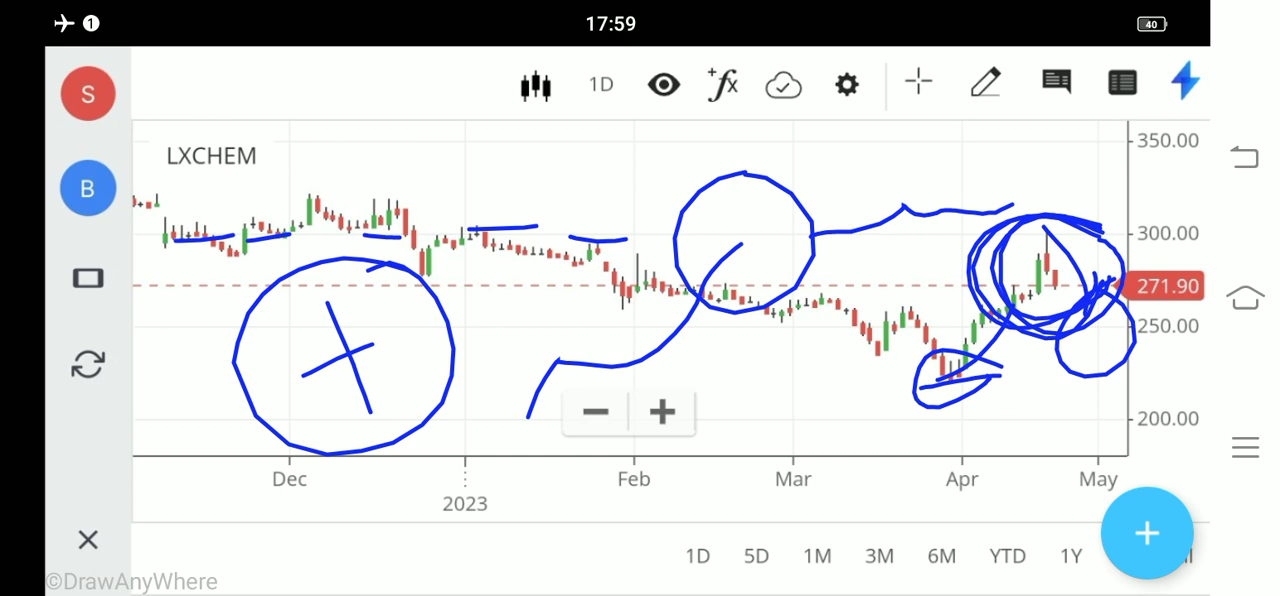 1 17:59 40
S 1D
LXCHEM 350.00
B
300.00
271.90
250.00
200.00
Dec 2023 Feb Mar Apr May
1D 5D 1M 3M 6M YTD 1Y
©DrawAnyWhere